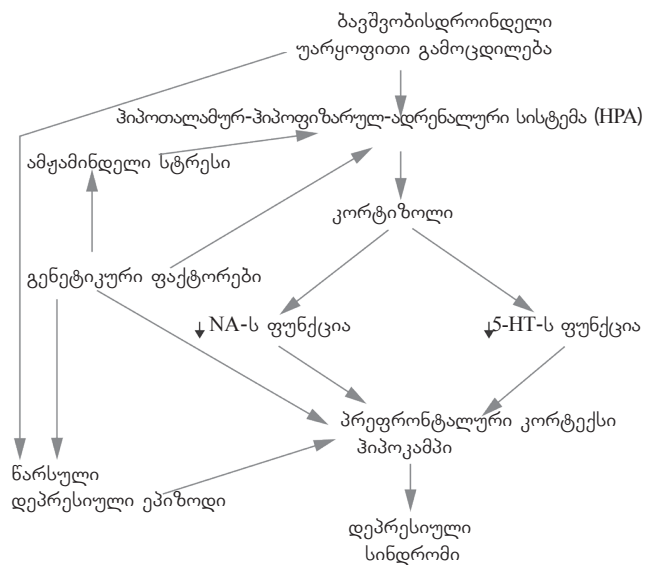 ბავშვობისდროინდელი
უარყოფითი გამოცდილება
ჰიპოთალამურ-ჰიპოფიზარულ-ადრენალური სისტემა (HPA)
ამჟამინდელი სტრესი
კორტიზოლი
გენეტიკური ფაქტორები
NA-ს ფუნქცია
5-HT-ს ფუნქცია
პრეფრონტალური კორტექსი
ჰიპოკამპი
წარსული
დეპრესიული ეპიზოდი
დეპრესიული
სინდრომი